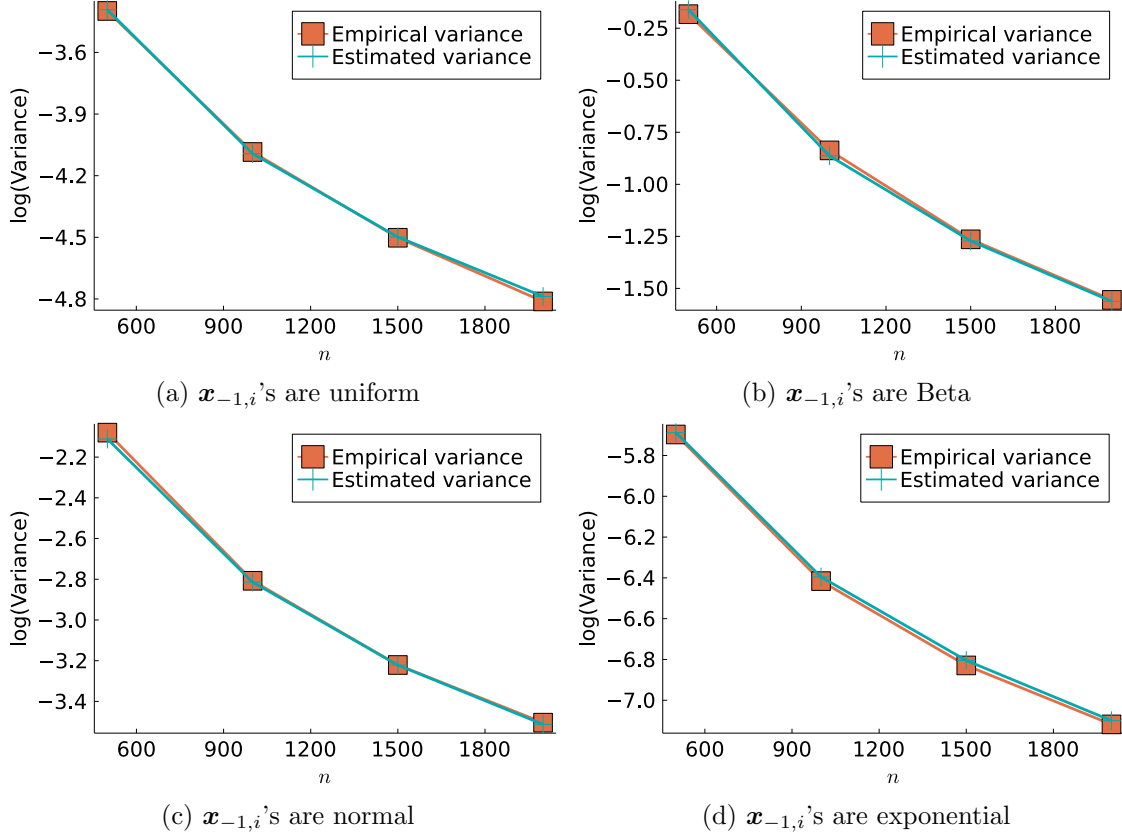 −3.6
−3.9
−4.2
−4.5
−4.8
log(Variance)
Empirical variance
Estimated variance
600 900 1200 1500 1800
n
(a) x−1,i's are uniform
−0.25
−0.50
−0.75
−1.00
−1.25
−1.50
log(Variance)
Empirical variance
Estimated variance
600 900 1200 1500 1800
n
(b) x−1,i's are Beta
−2.2
−2.4
−2.6
−2.8
−3.0
−3.2
−3.4
log(Variance)
Empirical variance
Estimated variance
600 900 1200 1500 1800
n
(c) x−1,i's are normal
−5.8
−6.0
−6.2
−6.4
−6.6
−6.8
−7.0
log(Variance)
Empirical variance
Estimated variance
600 900 1200 1500 1800
n
(d) x−1,i's are exponential